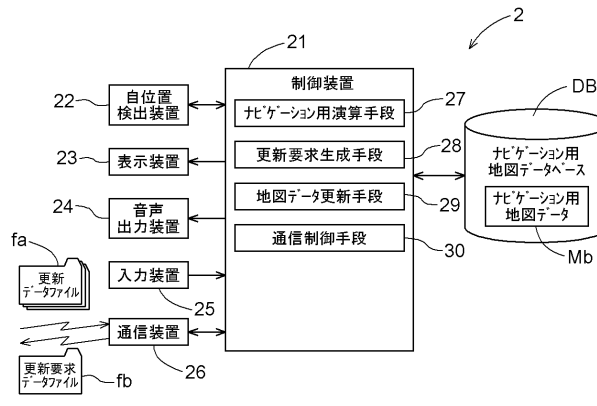 2
21
制御装置
22
自位置
検出装置
ﾅﾋﾞｹﾞｰｼｮﾝ用演算手段
27
DB
23
表示装置
更新要求生成手段
28
ﾅﾋﾞｹﾞｰｼｮﾝ用
地図ﾃﾞｰﾀﾍﾞｰｽ
24
音声
出力装置
地図ﾃﾞｰﾀ更新手段
29
ﾅﾋﾞｹﾞｰｼｮﾝ用
地図ﾃﾞｰﾀ
Mb
通信制御手段
30
fa
更新
ﾃﾞｰﾀﾌｧｲﾙ
入力装置
25
通信装置
26
更新要求
ﾃﾞｰﾀﾌｧｲﾙ
fb